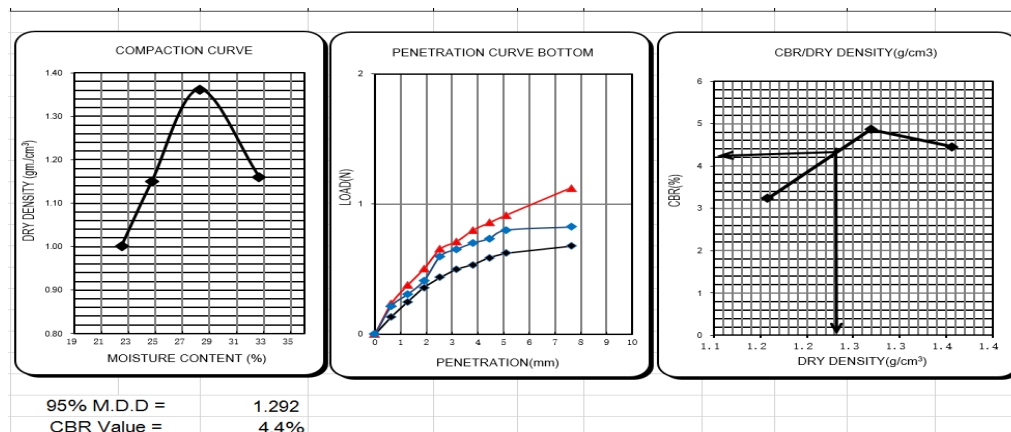 COMPACTION CURVE
1.40
1.30
1.20
1.10
1.00
0.90
0.80
DRY DENSITY (gm./cm³)
19 21 23 25 27 29 31 33 35
MOISTURE CONTENT (%)
PENETRATION CURVE BOTTOM
2
1
0
LOAD(N)
0 1 2 3 4 5 6 7 8 9 10
PENETRATION(mm)
CBR/DRY DENSITY(g/cm3)
6
5
4
3
2
1
0
CBR(%)
1.1 1.2 1.2 1.3 1.3 1.4 1.4
DRY DENSITY(g/cm³)
95% M.D.D = 1.292
CBR Value = 4.4%